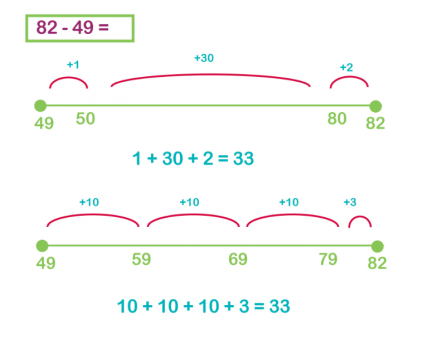 82 - 49 =
+1 +30 +2
49 50 80 82
1 + 30 + 2 = 33
+10 +10 +10 +3
49 59 69 79 82
10 + 10 + 10 + 3 = 33